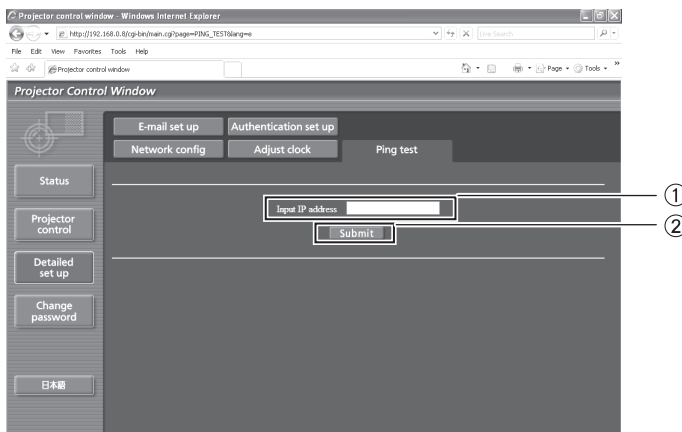 Projector control window - Windows Internet Explorer
http://192.168.0.8/cgi-bin/main.cgi?page=PING_TEST&lang=e
Live Search
File Edit View Favorites Tools Help
Projector control window
Page Tools
Projector Control Window
E-mail set up Authentication set up
Network config Adjust clock Ping test
Status
Projector
control
Detailed
set up
Change
password
日本語
Input IP address
Submit
①
②